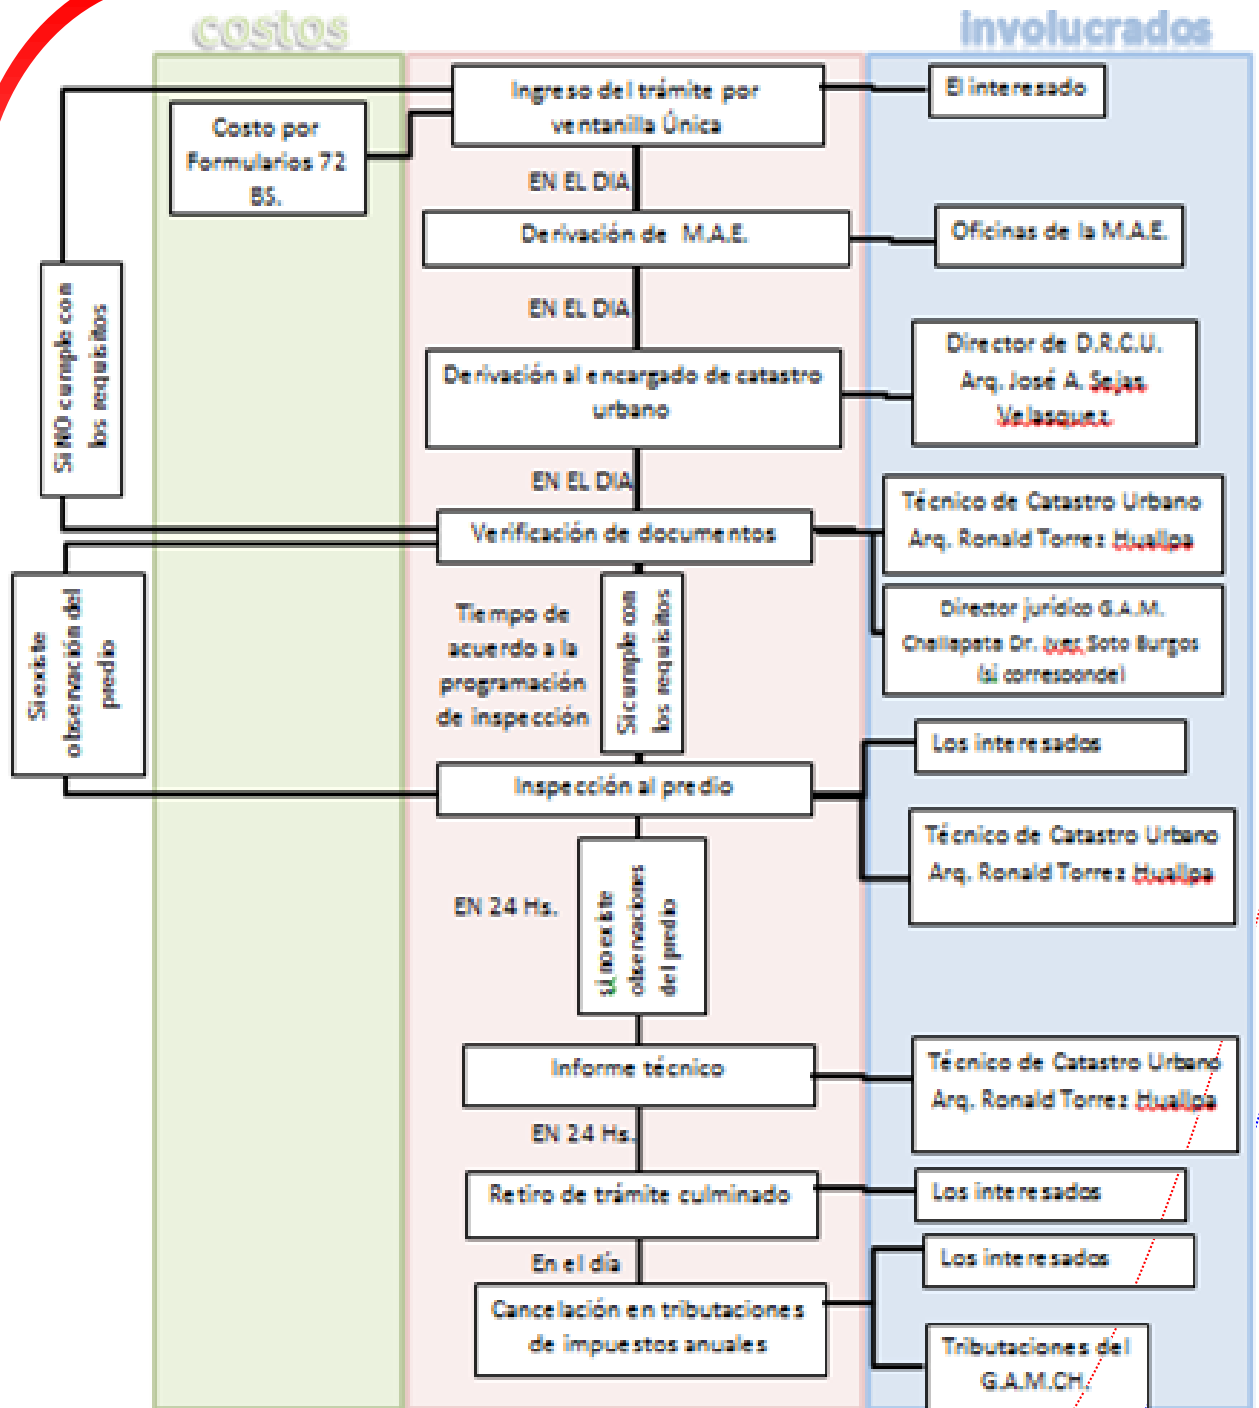 costos
involucrados
Ingreso del trámite por
ventanilla Única
El interesado
Costo por
Formularios 72
BS.
EN EL DIA
Derivación de M.A.E.
Oficinas de la M.A.E.
EN EL DIA
Si NO cumple con
los requisitos
Derivación al encargado de catastro
urbano
Director de D.R.C.U.
Arq. José A. Sejas
Velasquez.
EN EL DIA
Verificación de documentos
Técnico de Catastro Urbano
Arq. Ronald Torrez Huallpa
Director jurídico G.A.M.
Challapata Dr. Soto Burgos
(si corresponde)
Si existe
observación del
predio
Tiempo de
acuerdo a la
programación
de inspección
Si cumple con
los requisitos
Inspección al predio
Los interesados
Técnico de Catastro Urbano
Arq. Ronald Torrez Huallpa
EN 24 Hs.
si no existe
observaciones
del predio
Informe técnico
Técnico de Catastro Urbano
Arq. Ronald Torrez Huallpa
EN 24 Hs.
Retiro de trámite culminado
Los interesados
En el día
Los interesados
Cancelación en tributaciones
de impuestos anuales
Tributaciones del
G.A.M.CH.